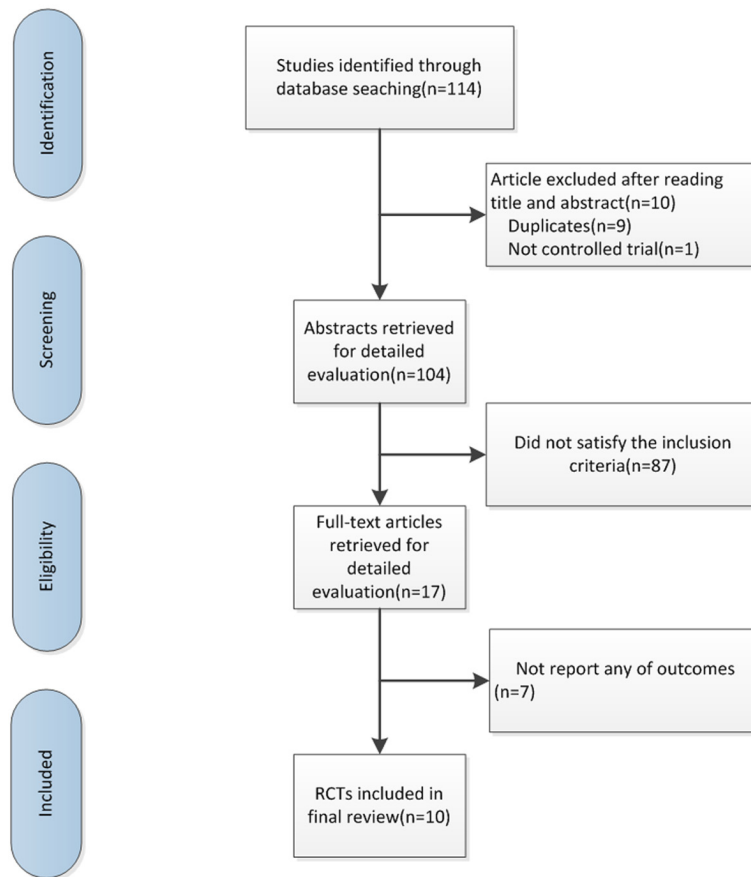 Identification
Studies identified through
database seaching(n=114)
Article excluded after reading
title and abstract(n=10)
Duplicates(n=9)
Not controlled trial(n=1)
Screening
Abstracts retrieved
for detailed
evaluation(n=104)
Did not satisfy the inclusion
criteria(n=87)
Eligibility
Full-text articles
retrieved for
detailed
evaluation(n=17)
Not report any of outcomes
(n=7)
Included
RCTs included in
final review(n=10)